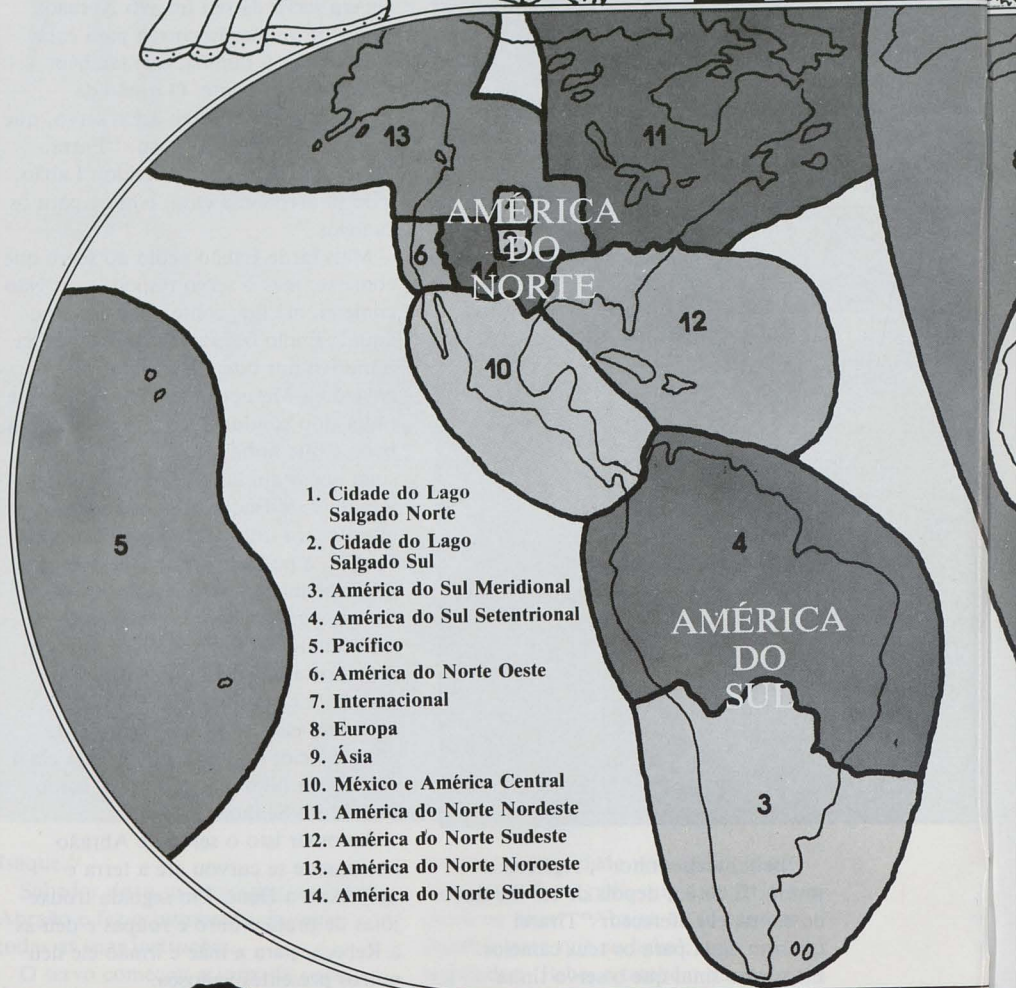 13
11
AMÉRICA
DO
NORTE
1
2
6
14
12
10
1. Cidade do Lago
Salgado Norte
2. Cidade do Lago
Salgado Sul
3. América do Sul Meridional
4. América do Sul Setentrional
5. Pacífico
6. América do Norte Oeste
7. Internacional
8. Europa
9. Ásia
10. México e América Central
11. América do Norte Nordeste
12. América do Norte Sudeste
13. América do Norte Noroeste
14. América do Norte Sudoeste
5
4
AMÉRICA
DO
SUL
3